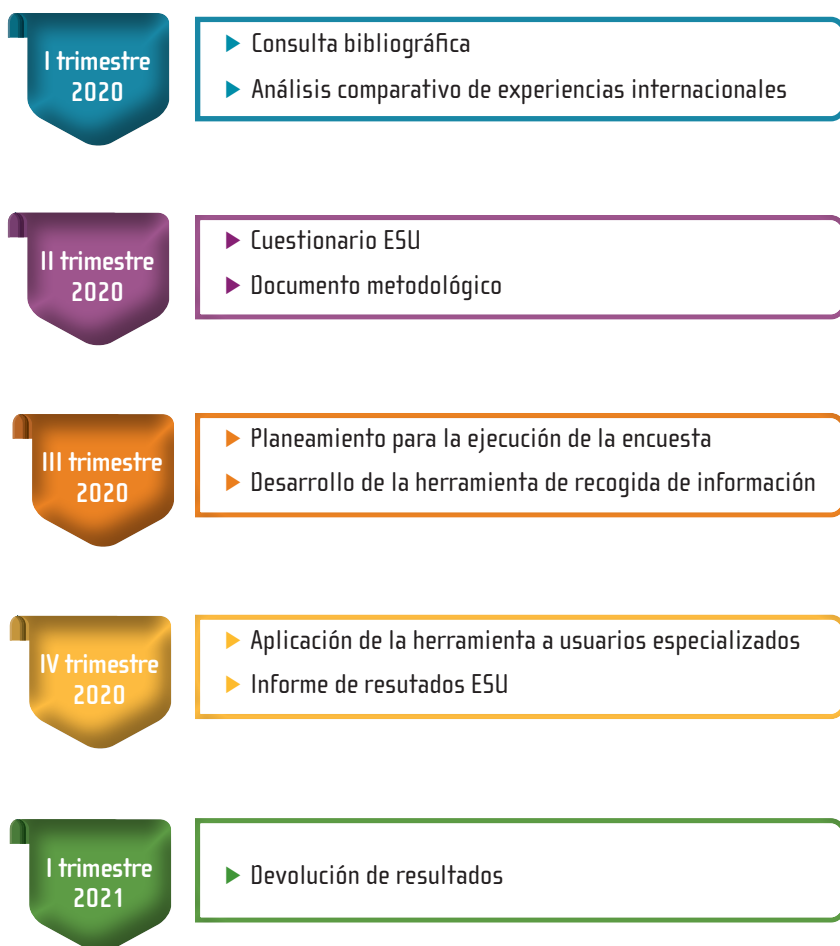 I trimestre
2020
Consulta bibliográfica
Análisis comparativo de experiencias internacionales
II trimestre
2020
Cuestionario ESU
Documento metodológico
III trimestre
2020
Planeamiento para la ejecución de la encuesta
Desarrollo de la herramienta de recogida de información
IV trimestre
2020
Aplicación de la herramienta a usuarios especializados
Informe de resutados ESU
I trimestre
2021
Devolución de resultados